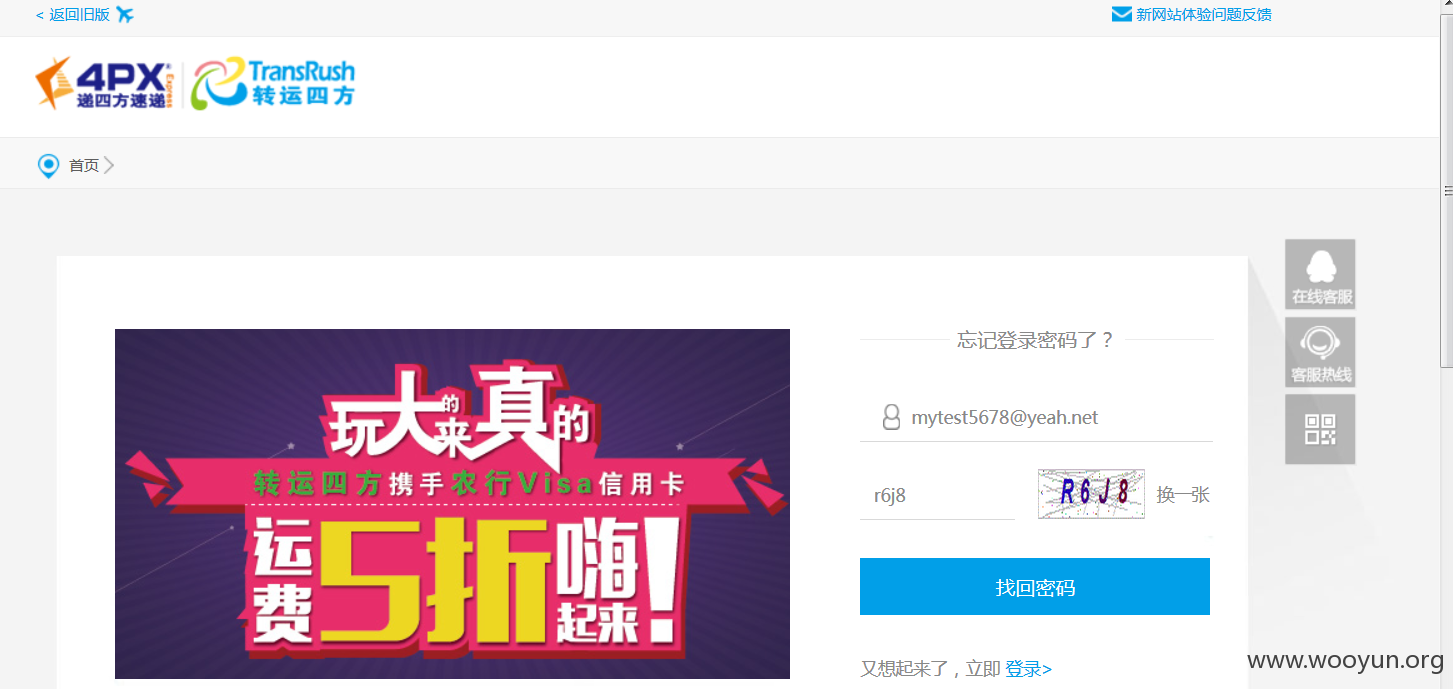 < 返回旧版
新网站体验问题反馈
4PX Express 递四方速递
TransRush 转运四方
首页
在线客服
客服热线
忘记登录密码了？
mytest5678@yeah.net
r6j8
R6J8
换一张
找回密码
又想起来了，立即 登录>
玩大的 来真的
转运四方携手农行Visa信用卡
运费5折嗨起来！
www.wooyun.org